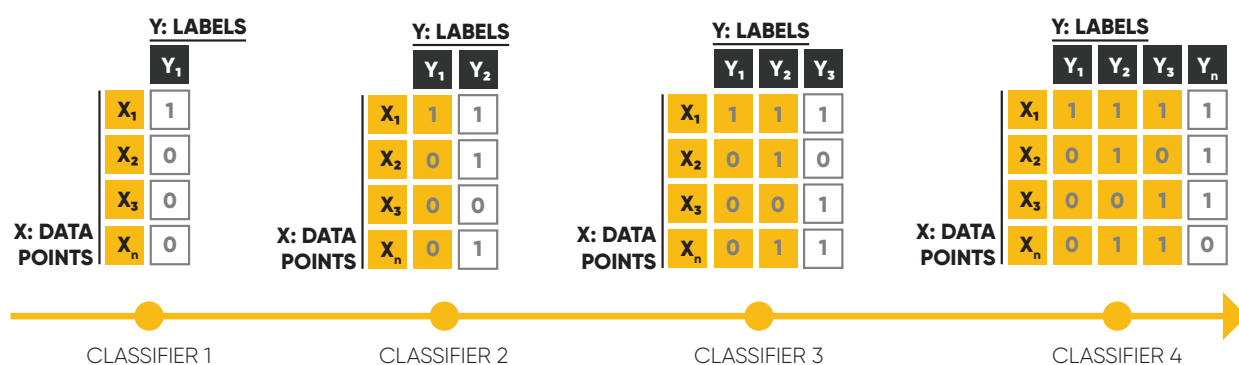 Y: LABELS
Y₁
X₁ 1
X₂ 0
X₃ 0
Xₙ 0
X: DATA
POINTS
CLASSIFIER 1
Y: LABELS
Y₁ Y₂
X₁ 1 1
X₂ 0 1
X₃ 0 0
Xₙ 0 1
X: DATA
POINTS
CLASSIFIER 2
Y: LABELS
Y₁ Y₂ Y₃
X₁ 1 1 1
X₂ 0 1 0
X₃ 0 0 1
Xₙ 0 1 1
X: DATA
POINTS
CLASSIFIER 3
Y: LABELS
Y₁ Y₂ Y₃ Yₙ
X₁ 1 1 1 1
X₂ 0 1 0 1
X₃ 0 0 1 1
Xₙ 0 1 1 0
X: DATA
POINTS
CLASSIFIER 4